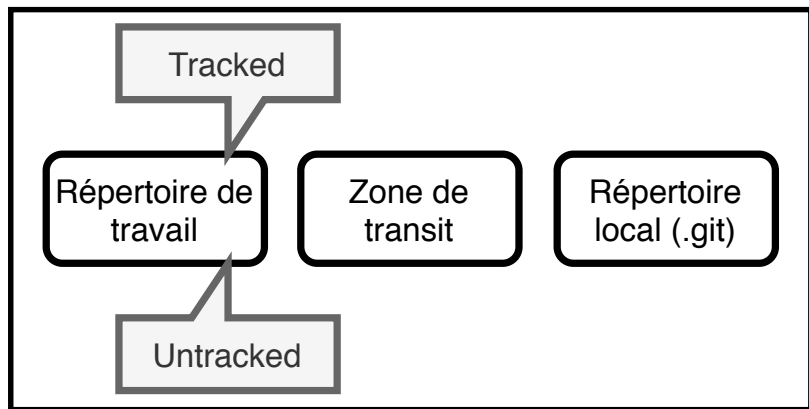 Tracked
Répertoire de
travail
Zone de
transit
Répertoire
local (.git)
Untracked